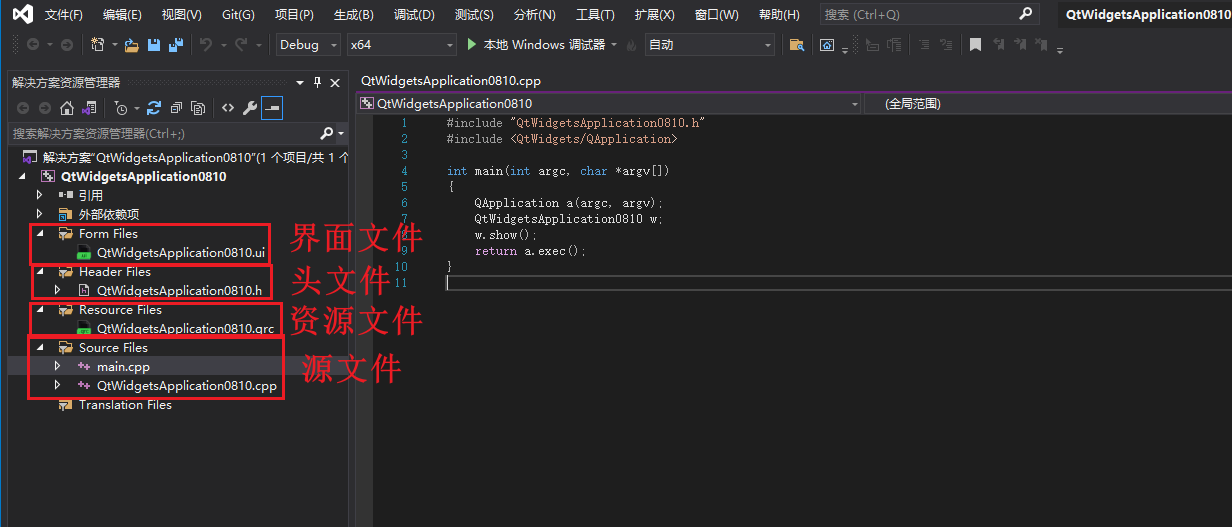 文件(F) 编辑(E) 视图(V) Git(G) 项目(P) 生成(B) 调试(D) 测试(S) 分析(N) 工具(T) 扩展(X) 窗口(W) 帮助(H) 搜索 (Ctrl+Q) QtWidgetsApplication0810
Debug x64 本地 Windows 调试器 自动
解决方案资源管理器
搜索解决方案资源管理器(Ctrl+;)
解决方案"QtWidgetsApplication0810"(1 个项目/共 1 个
QtWidgetsApplication0810
引用
外部依赖项
Form Files
QtWidgetsApplication0810.ui
界面文件
Header Files
QtWidgetsApplication0810.h
头文件
Resource Files
QtWidgetsApplication0810.qrc
资源文件
Source Files
main.cpp
QtWidgetsApplication0810.cpp
源文件
Translation Files
QtWidgetsApplication0810.cpp
QtWidgetsApplication0810 (全局范围)
1 #include "QtWidgetsApplication0810.h"
2 #include <QtWidgets/QApplication>
3
4 int main(int argc, char *argv[])
5 {
6 QApplication a(argc, argv);
7 QtWidgetsApplication0810 w;
8 w.show();
9 return a.exec();
10 }
11